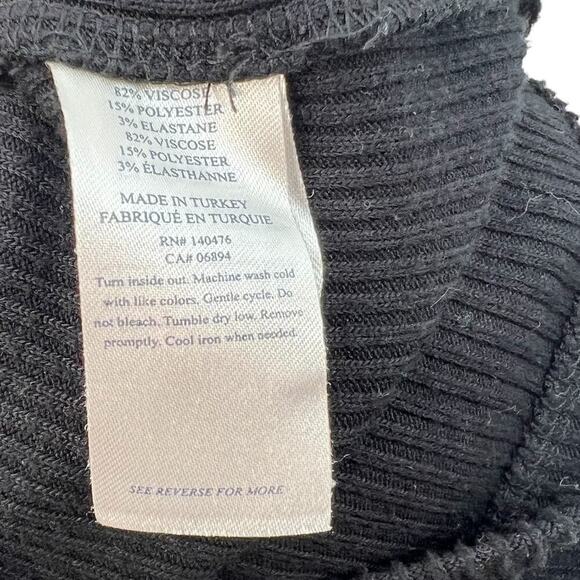 82% VISCOSE
15% POLYESTER
3% ELASTANE
82% VISCOSE
15% POLYESTER
3% ÉLASTHANNE
MADE IN TURKEY
FABRIQUÉ EN TURQUIE
RN# 140476
CA# 06894
Turn inside out. Machine wash cold
with like colors. Gentle cycle. Do
not bleach. Tumble dry low. Remove
promptly. Cool iron when needed.
SEE REVERSE FOR MORE